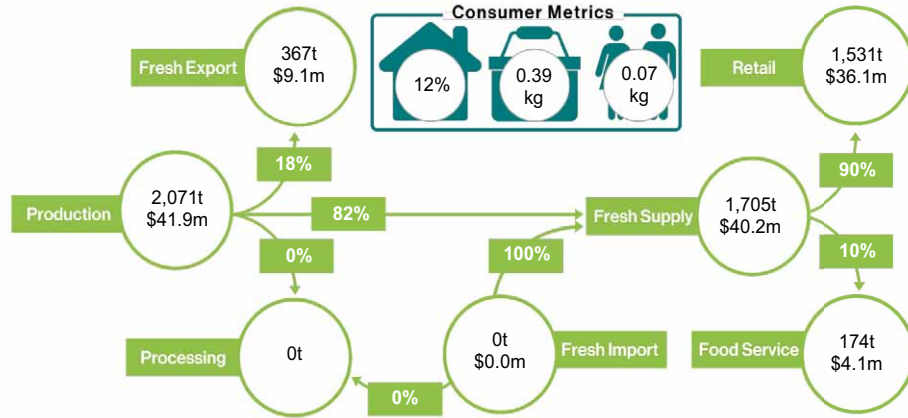 Consumer Metrics
12%
0.39
kg
0.07
kg
Fresh Export
367t
$9.1m
Retail
1,531t
$36.1m
18%
90%
Production
2,071t
$41.9m
82%
Fresh Supply
1,705t
$40.2m
0%
100%
10%
Processing
0t
0t
$0.0m
Fresh Import
Food Service
174t
$4.1m
0%